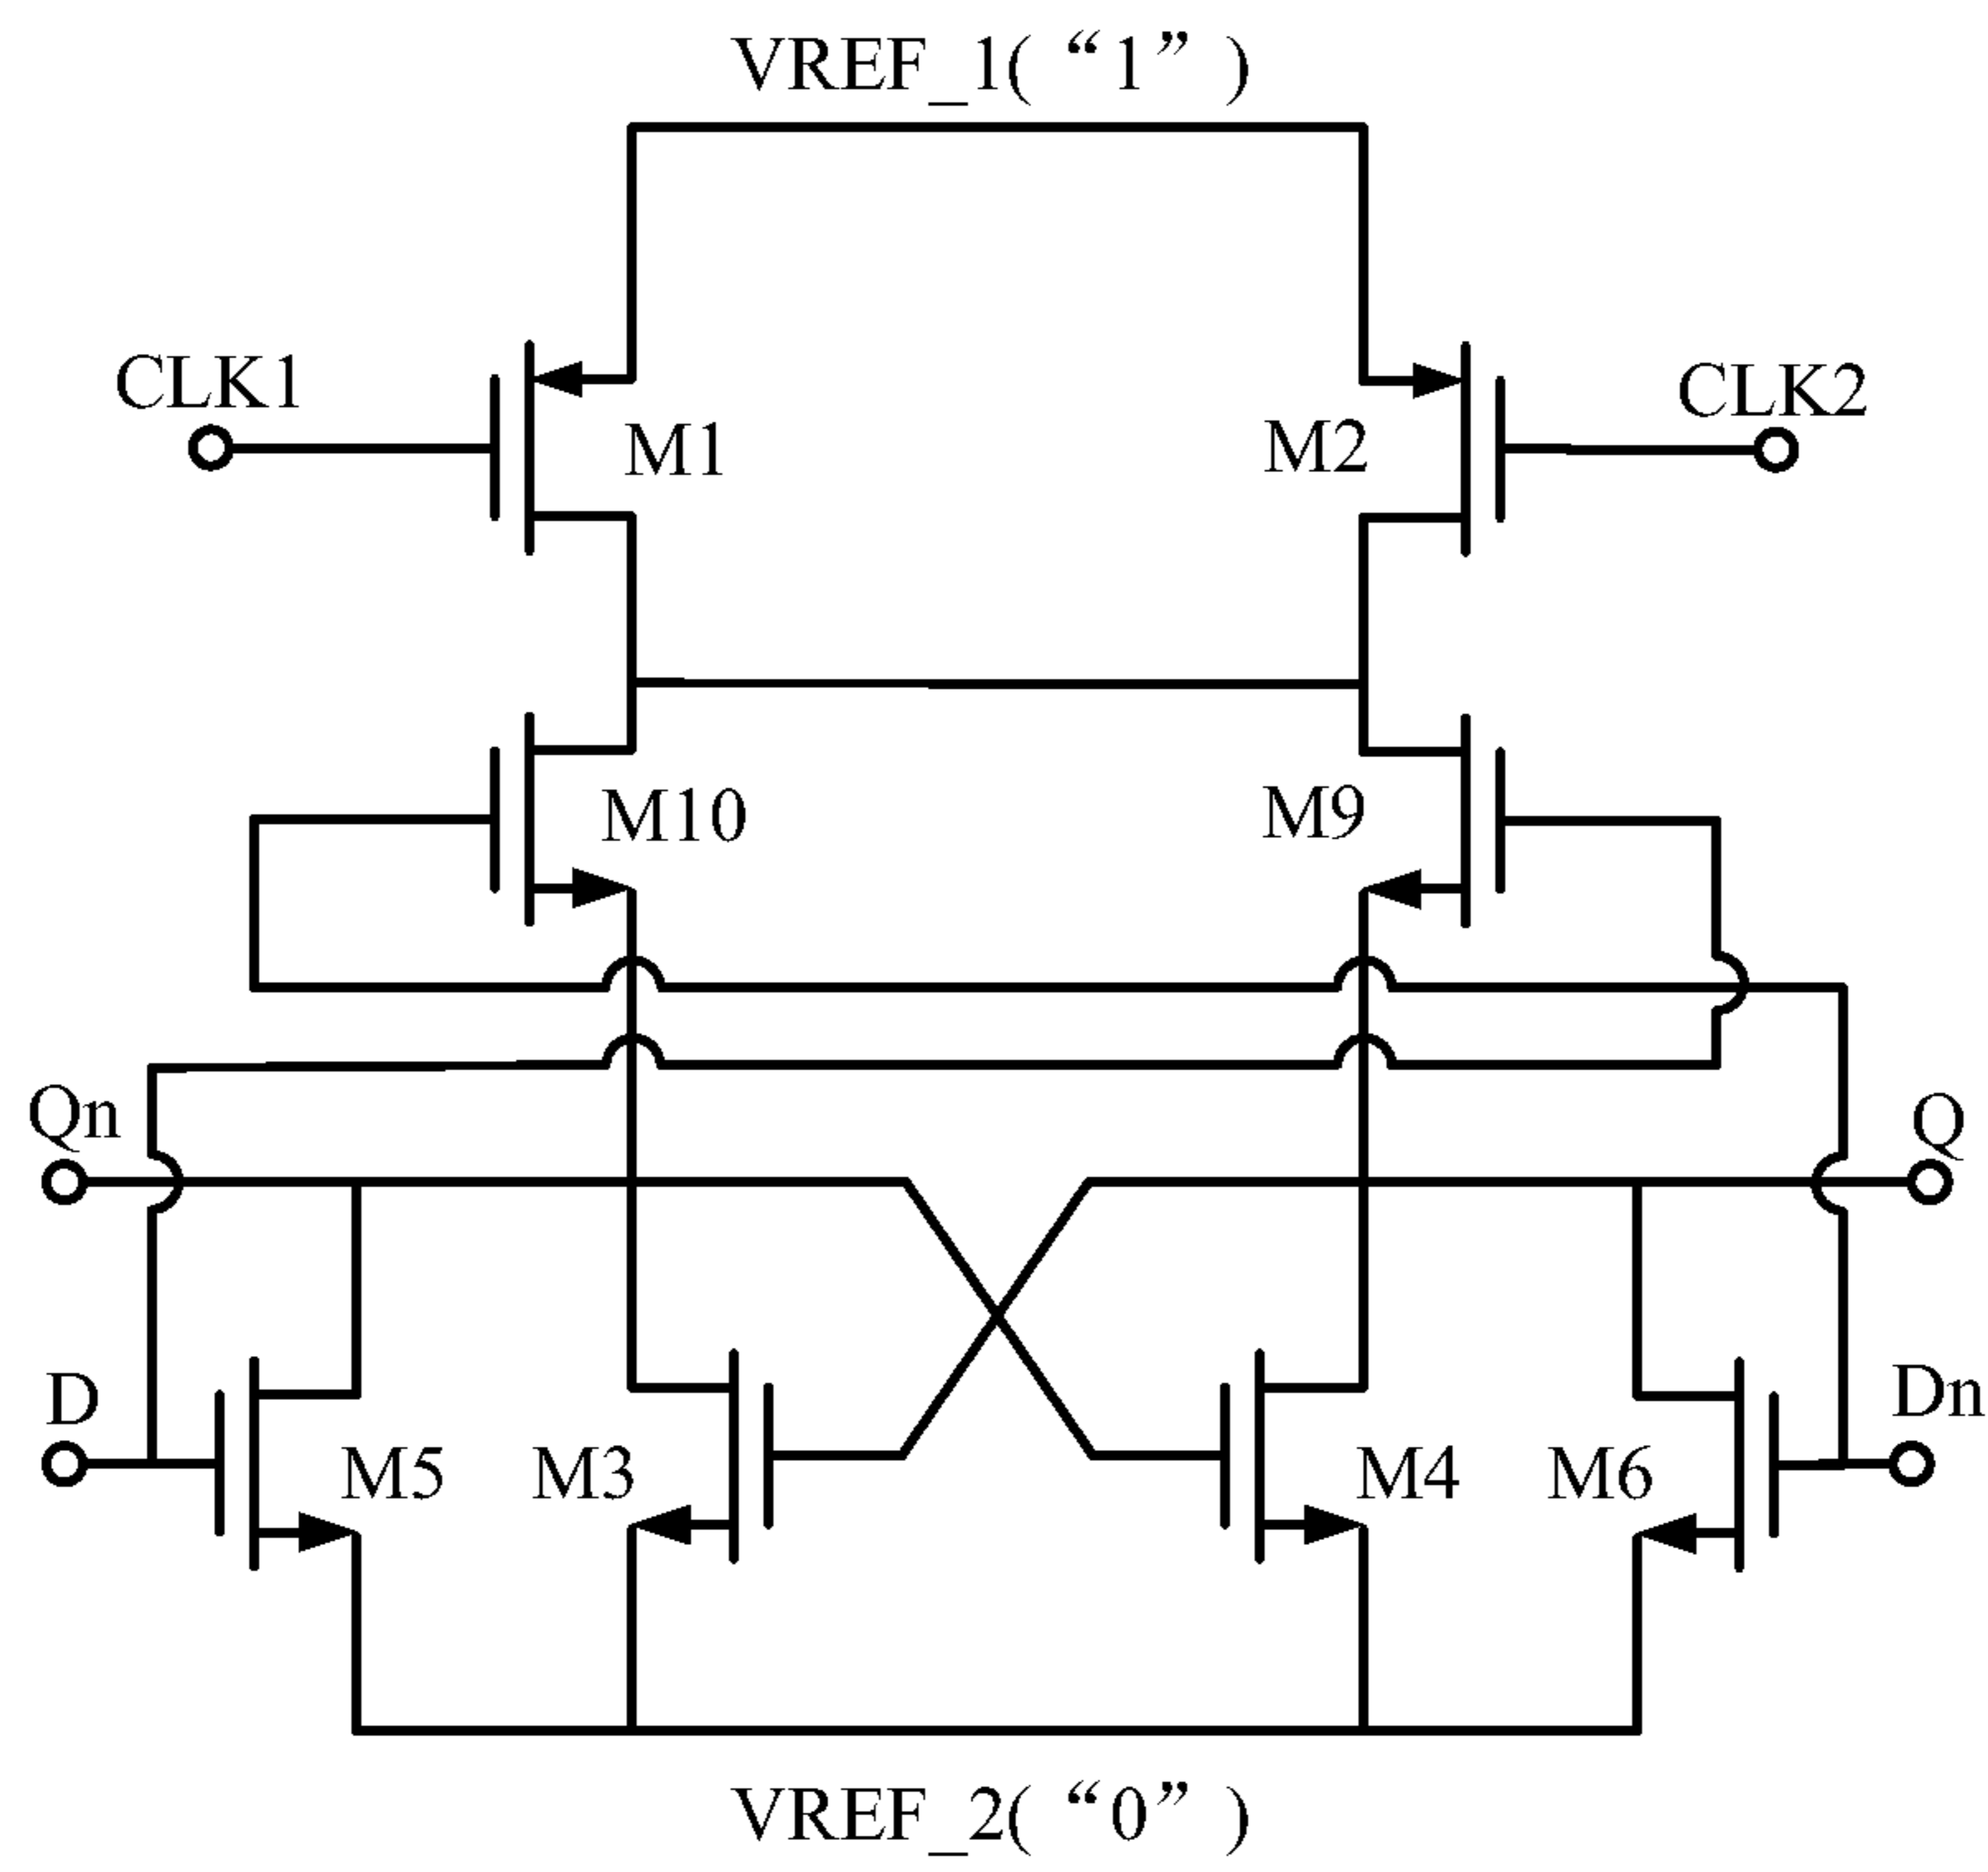 VREF_1(“1”)
CLK1
CLK2
M1
M2
M10
M9
Qn
Q
D
Dn
M5
M3
M4
M6
VREF_2(“0”)